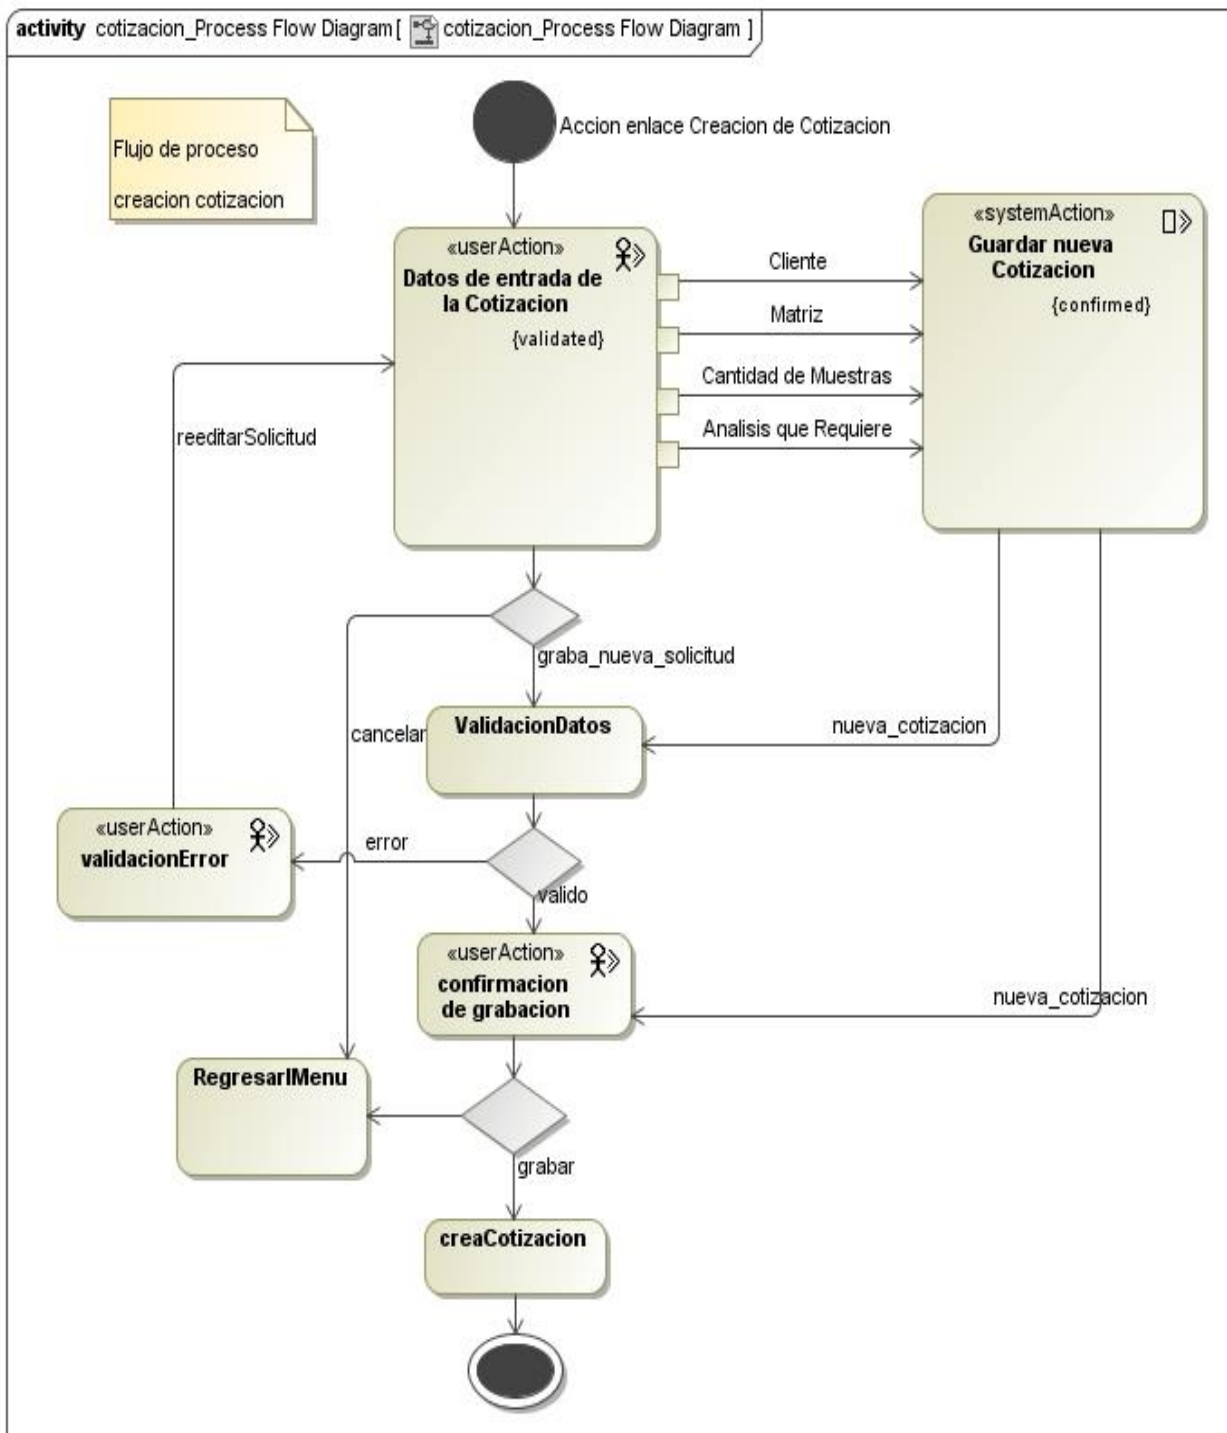 activity cotizacion_Process Flow Diagram[ cotizacion_Process Flow Diagram ]
Flujo de proceso
creacion cotizacion
Accion enlace Creacion de Cotizacion
«userAction»
Datos de entrada de
la Cotizacion
{validated}
Cliente
Matriz
Cantidad de Muestras
Analisis que Requiere
«systemAction»
Guardar nueva
Cotizacion
{confirmed}
reeditarSolicitud
graba_nueva_solicitud
cancelar
ValidacionDatos
nueva_cotizacion
«userAction»
validacionError
error
valido
«userAction»
confirmacion
de grabacion
nueva_cotizacion
RegresarlMenu
grabar
creaCotizacion